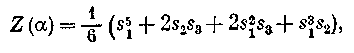 Z(α) = 1/6 (s_1^5 + 2s_2s_3 + 2s_1^2s_3 + s_1^3s_2),